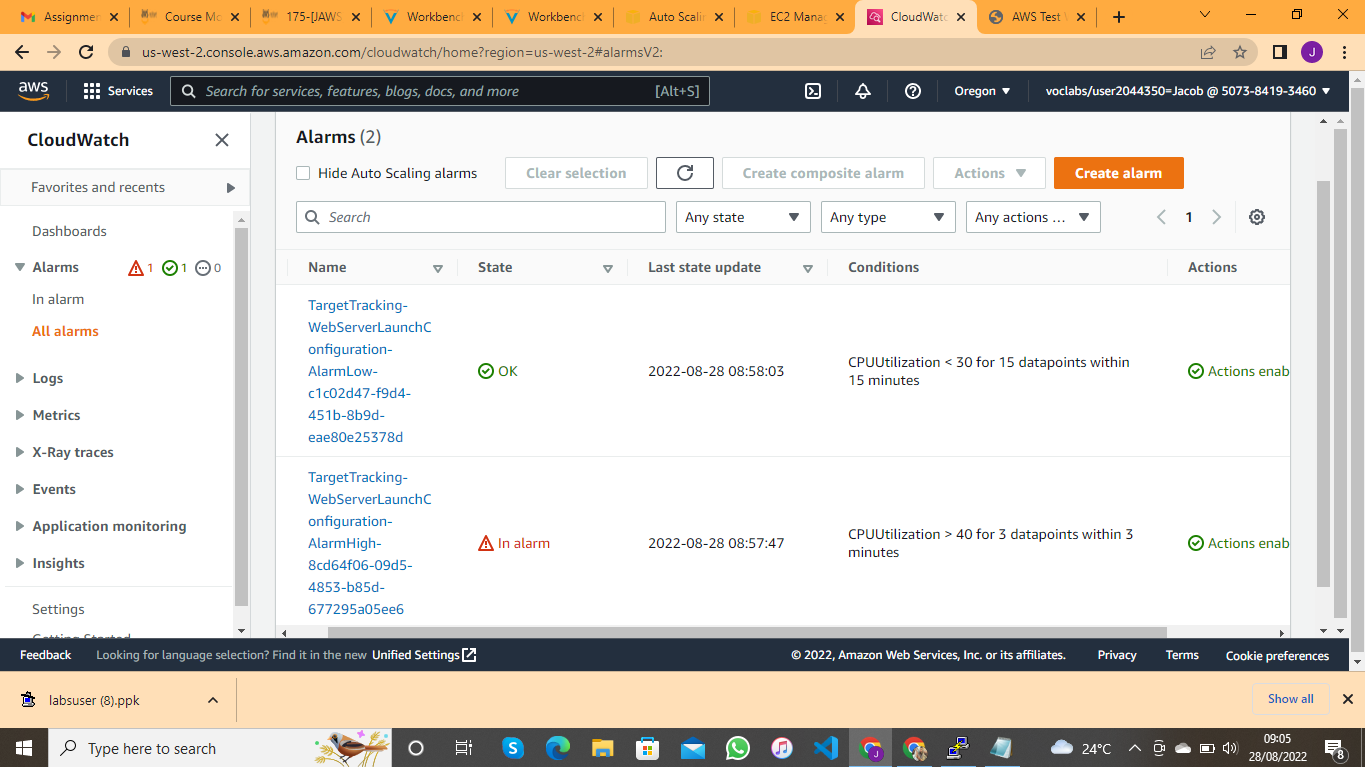 Assignmen
Course Mo
175-[JAWS
Workbench
Workbench
Auto Scalin
EC2 Manag
CloudWatc
AWS Test
us-west-2.console.aws.amazon.com/cloudwatch/home?region=us-west-2#alarmsV2:
J
aws
Services
Search for services, features, blogs, docs, and more
[Alt+S]
Oregon
voclabs/user2044350=Jacob @ 5073-8419-3460
CloudWatch
Favorites and recents
Dashboards
Alarms 1 1 0
In alarm
All alarms
Logs
Metrics
X-Ray traces
Events
Application monitoring
Insights
Settings
Getting Started
Alarms (2)
Hide Auto Scaling alarms
Clear selection
Create composite alarm
Actions
Create alarm
Search
Any state
Any type
Any actions ...
1
Name
State
Last state update
Conditions
Actions
TargetTracking-
WebServerLaunchC
onfiguration-
AlarmLow-
c1c02d47-f9d4-
451b-8b9d-
eae80e25378d
OK
2022-08-28 08:58:03
CPUUtilization < 30 for 15 datapoints within
15 minutes
Actions enab
TargetTracking-
WebServerLaunchC
onfiguration-
AlarmHigh-
8cd64f06-09d5-
4853-b85d-
677295a05ee6
In alarm
2022-08-28 08:57:47
CPUUtilization > 40 for 3 datapoints within 3
minutes
Actions enab
Feedback
Looking for language selection? Find it in the new Unified Settings
© 2022, Amazon Web Services, Inc. or its affiliates.
Privacy
Terms
Cookie preferences
labsuser (8).ppk
Show all
Type here to search
24°C
09:05
28/08/2022
8